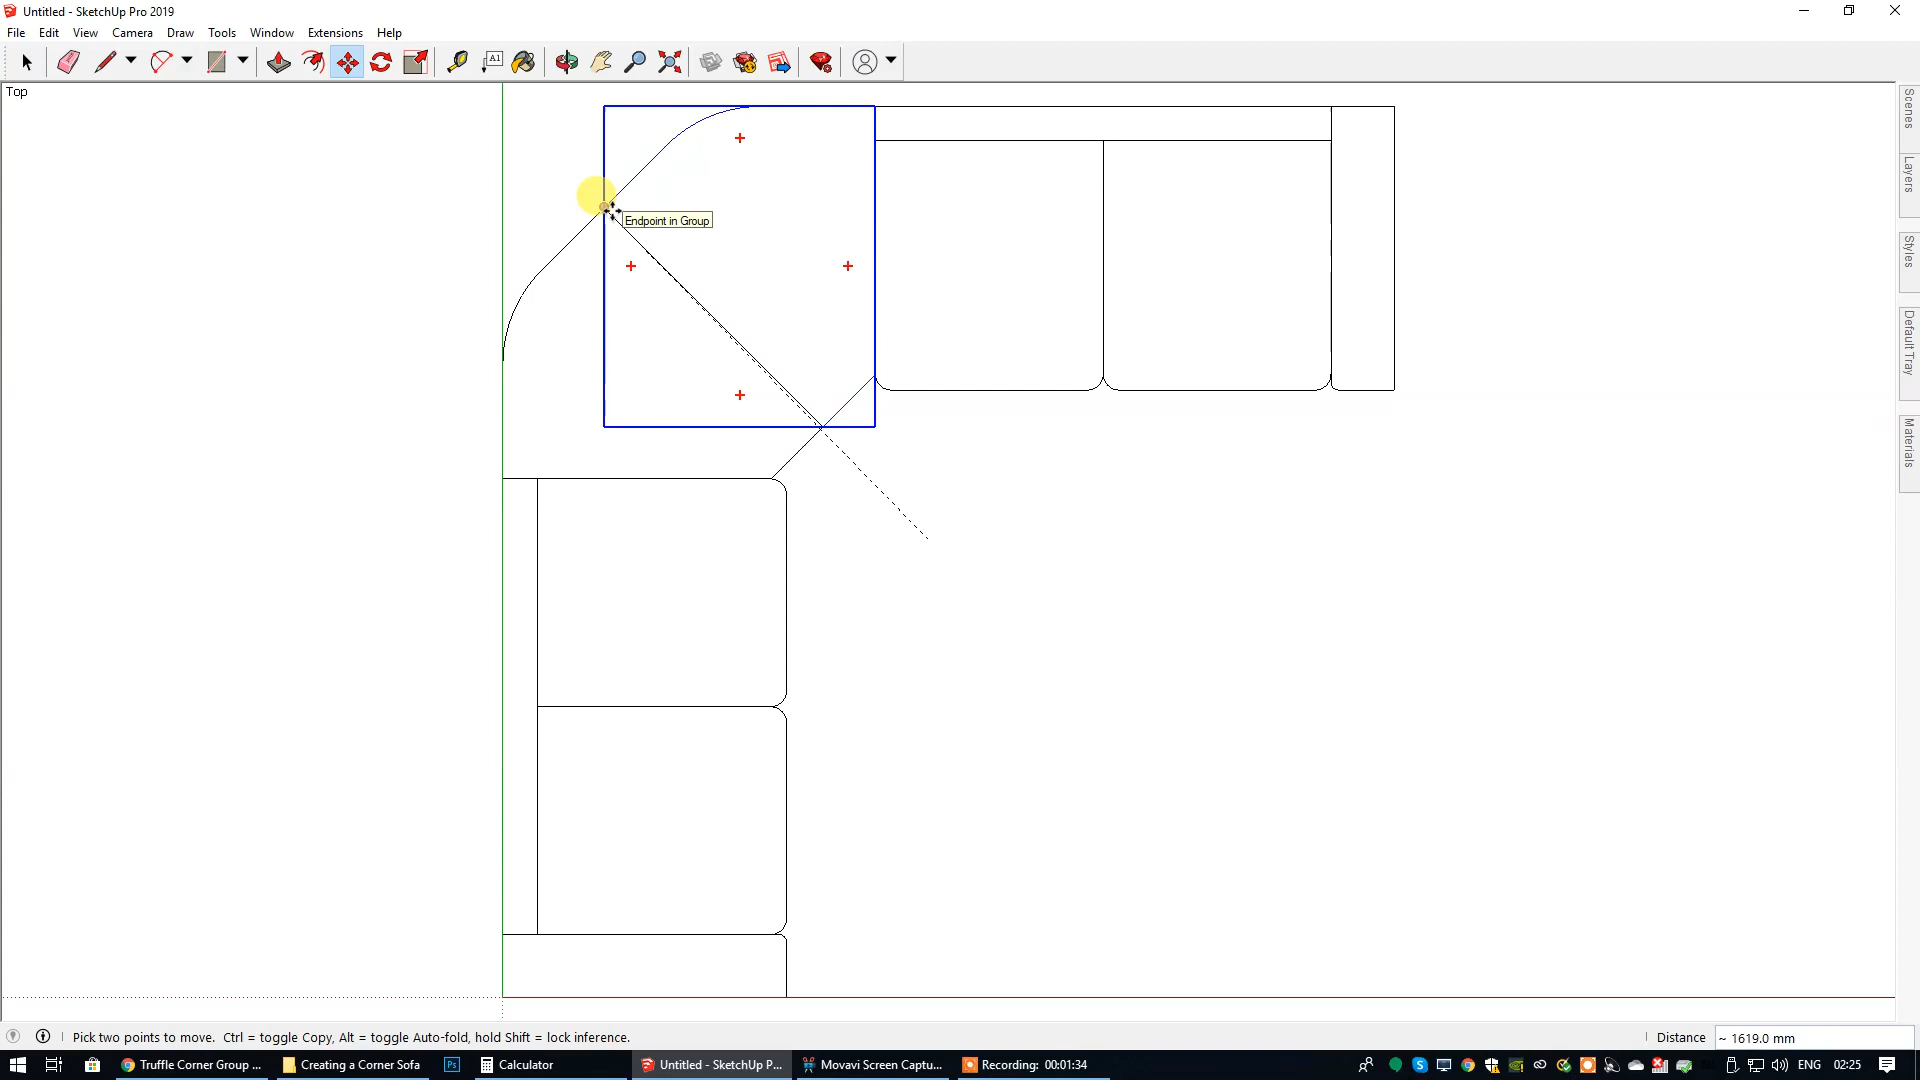 Untitled - SketchUp Pro 2019
File Edit View Camera Draw Tools Window Extensions Help
A1
Top
Scenes
Layers
Styles
Default Tray
Materials
Endpoint in Group
Pick two points to move. Ctrl = toggle Copy, Alt = toggle Auto-fold, hold Shift = lock inference.
Distance ~ 1619.0 mm
Truffle Corner Group ...
Creating a Corner Sofa
Ps
Calculator
Untitled - SketchUp P...
Movavi Screen Captu...
Recording: 00:01:34
ENG
02:25